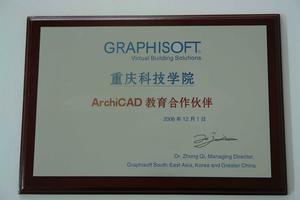 GRAPHISOFT
Virtual Building Solutions
重庆科技学院
ArchiCAD 教育合作伙伴
2006 年 12 月 1 日
Dr. Zhong Qi, Managing Director,
Graphisoft South East Asia, Korea and Greater China